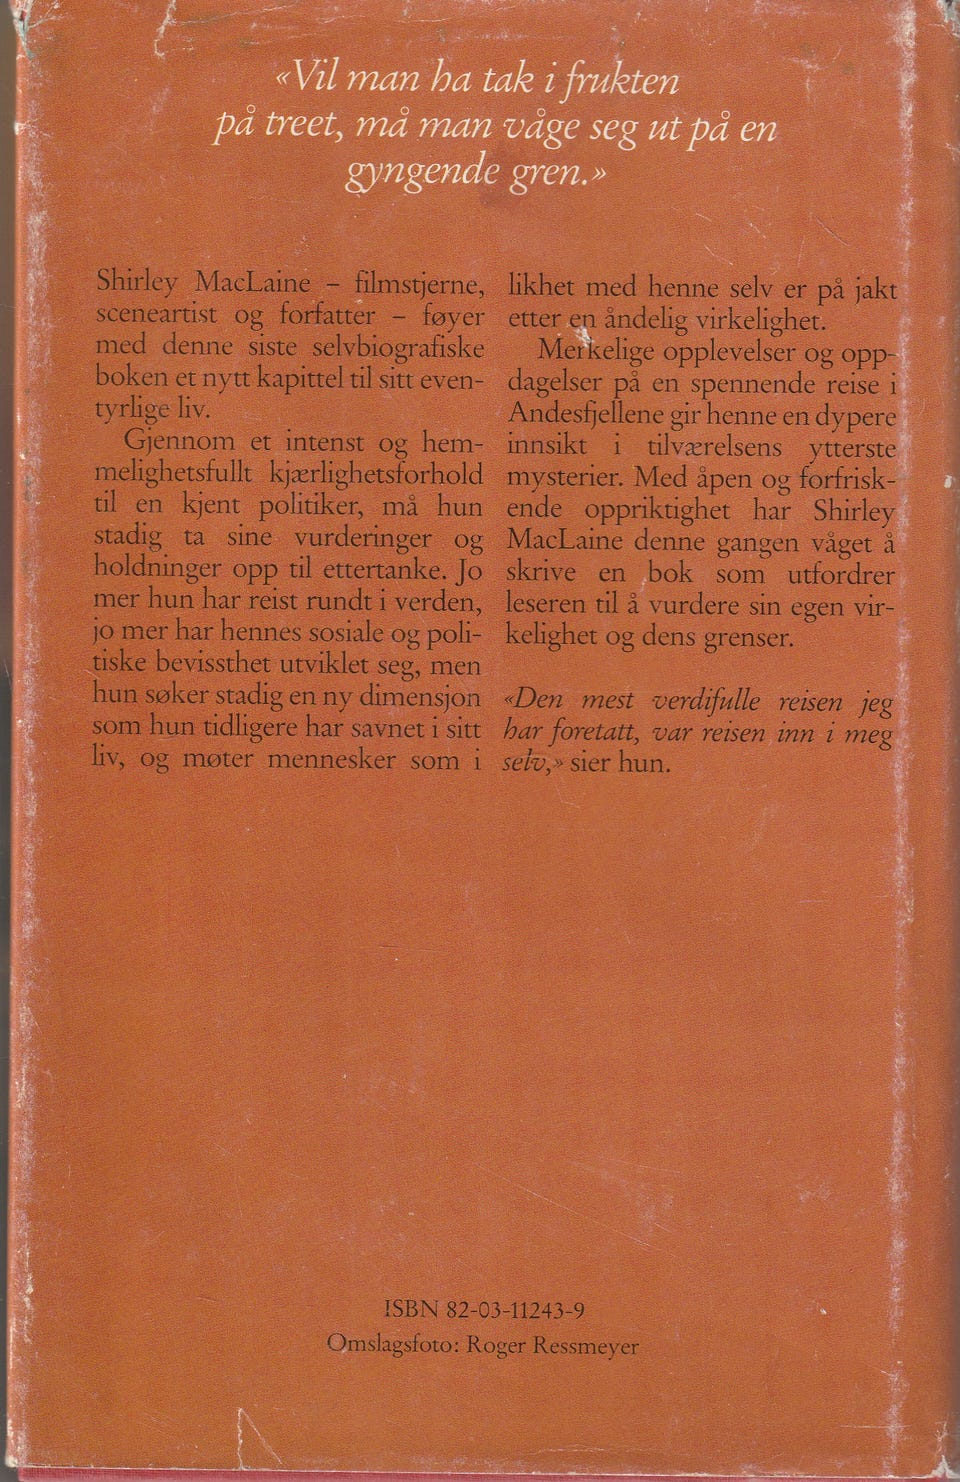 «Vil man ha tak i frukten
på treet, må man våge seg ut på en
gyngende gren.»
Shirley MacLaine – filmstjerne,
sceneartist og forfatter – føyer
med denne siste selvbiografiske
boken et nytt kapittel til sitt even-
tyrlige liv.
Gjennom et intenst og hem-
melighetsfullt kjærlighetsforhold
til en kjent politiker, må hun
stadig ta sine vurderinger og
holdninger opp til ettertanke. Jo
mer hun har reist rundt i verden,
jo mer har hennes sosiale og poli-
tiske bevissthet utviklet seg, men
hun søker stadig en ny dimensjon
som hun tidligere har savnet i sitt
liv, og møter mennesker som i
likhet med henne selv er på jakt
etter en åndelig virkelighet.
Merkelige opplevelser og opp-
dagelser på en spennende reise i
Andesfjellene gir henne en dypere
innsikt i tilværelsens ytterste
mysterier. Med åpen og forfrisk-
ende oppriktighet har Shirley
MacLaine denne gangen våget å
skrive en bok som utfordrer
leseren til å vurdere sin egen vir-
kelighet og dens grenser.
«Den mest verdifulle reisen jeg
har foretatt, var reisen inn i meg
selv,» sier hun.
ISBN 82-03-11243-9
Omslagsfoto: Roger Ressmeyer